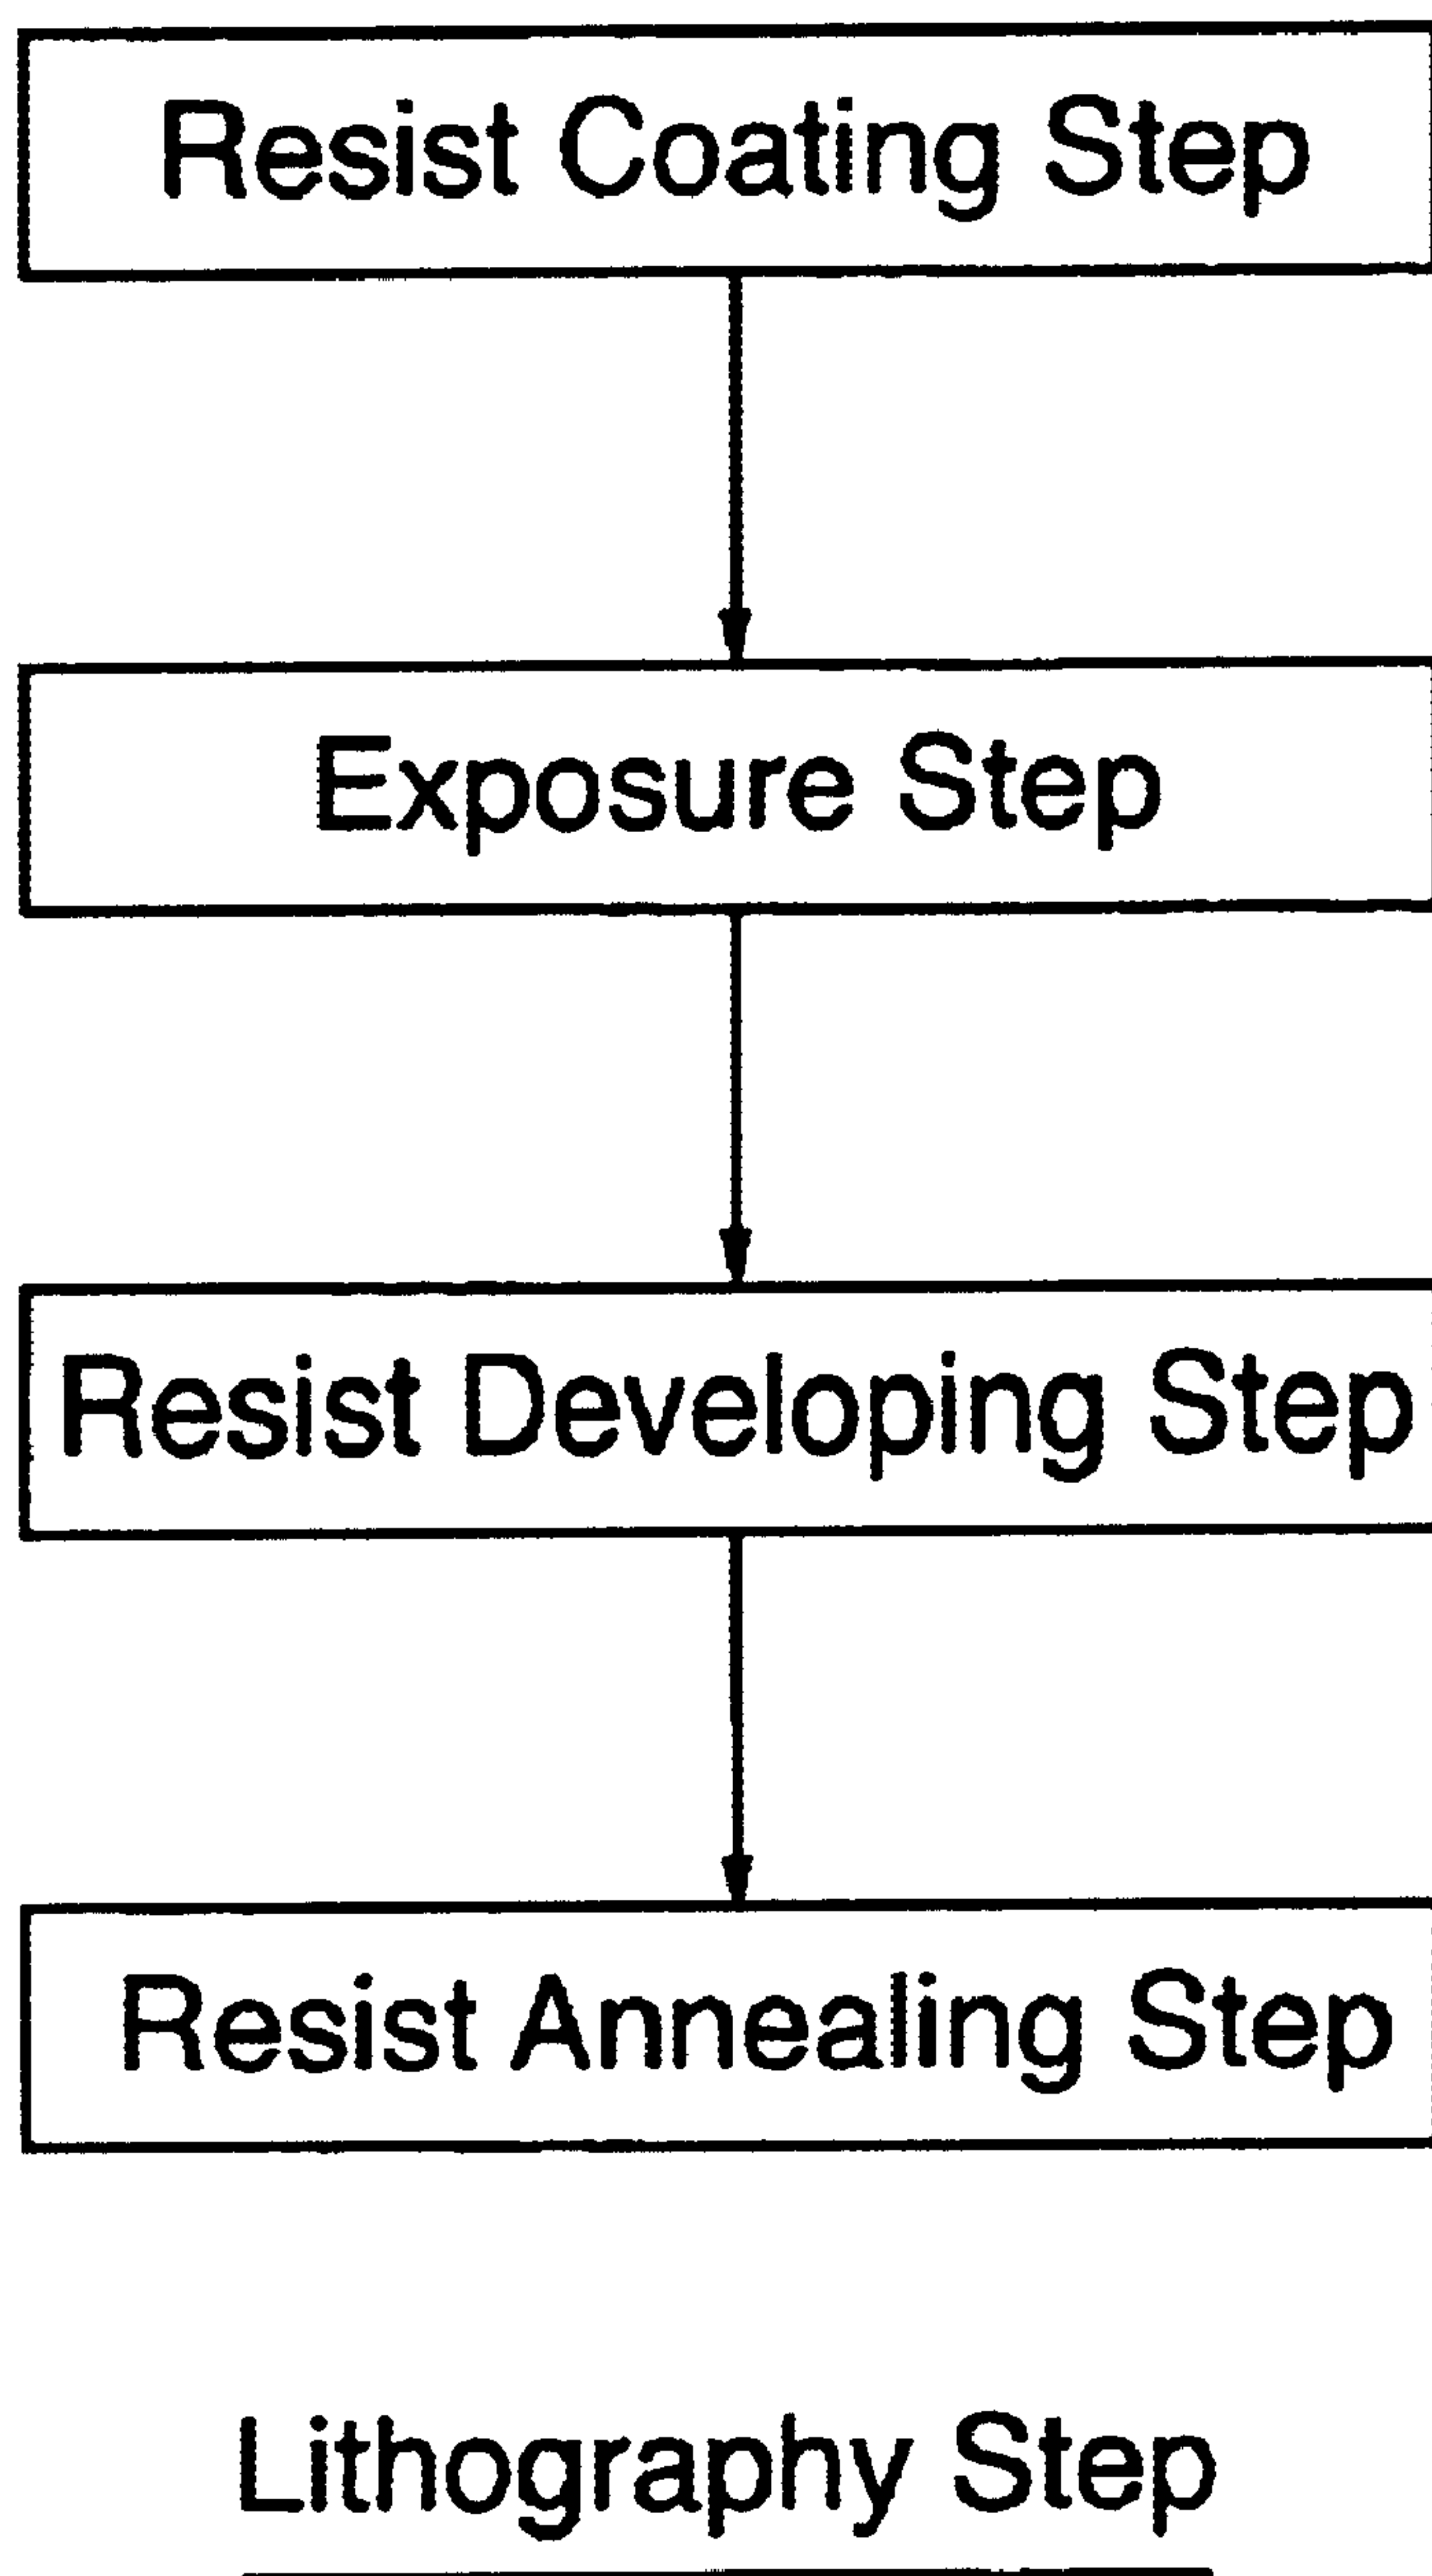 Resist Coating Step
Exposure Step
Resist Developing Step
Resist Annealing Step
Lithography Step